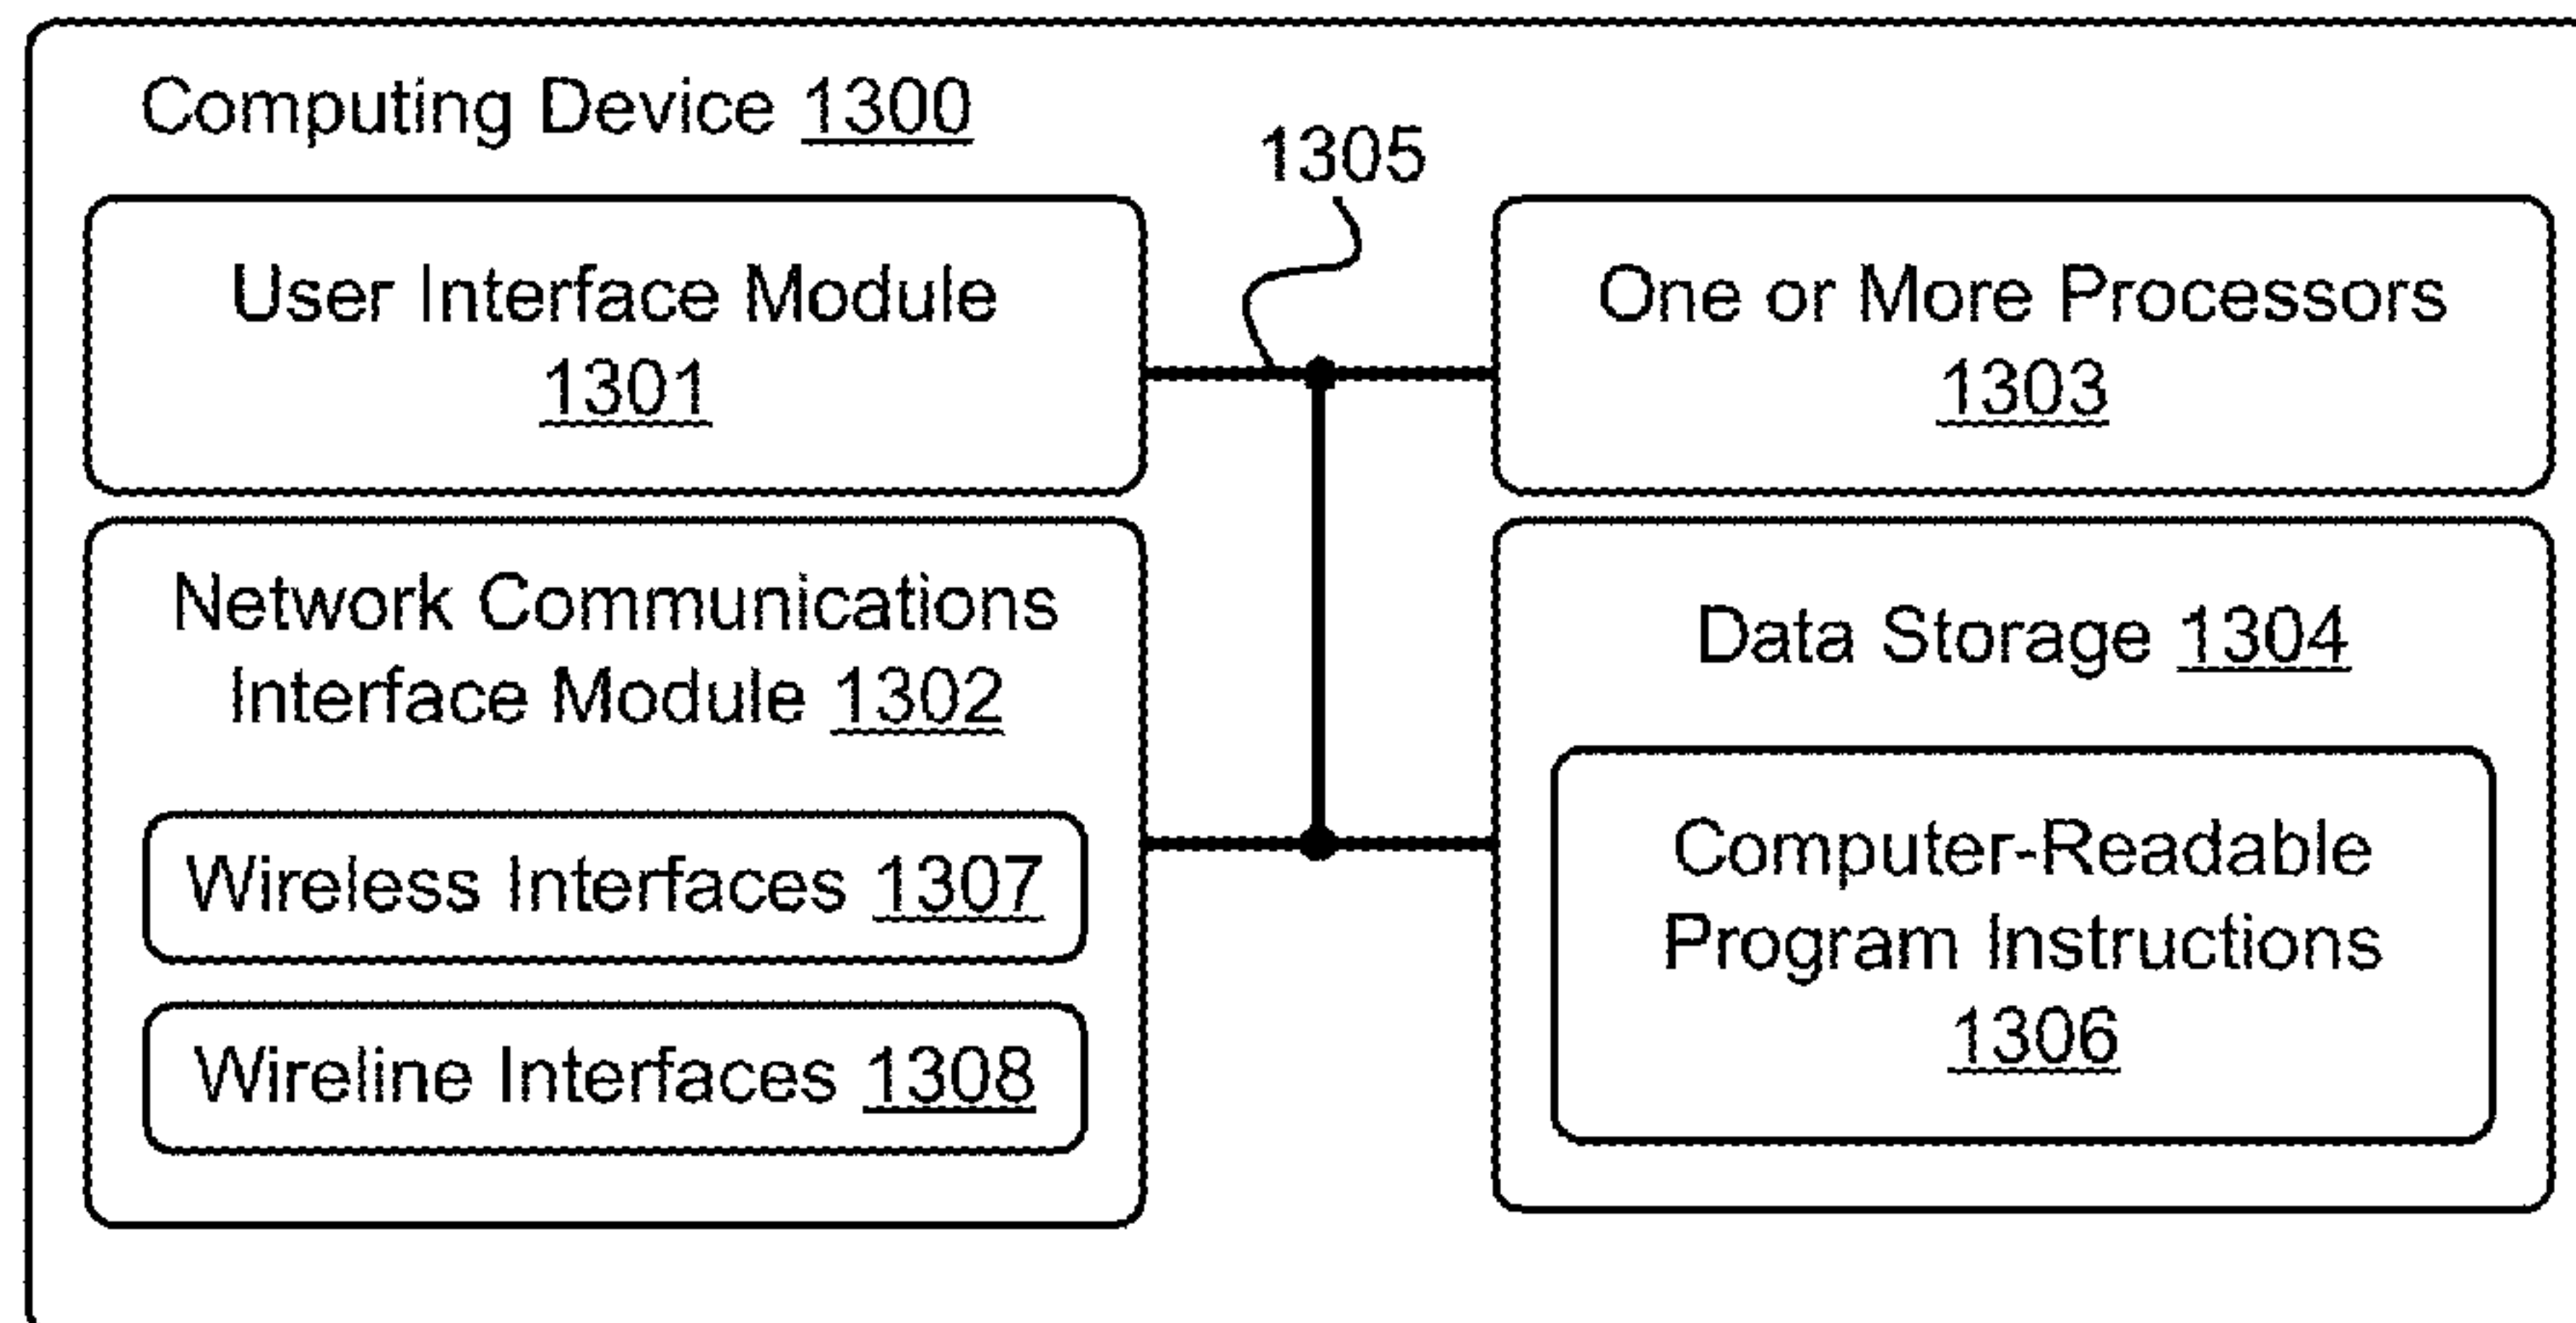 Computing Device 1300
1305
User Interface Module
1301
One or More Processors
1303
Network Communications
Interface Module 1302
Wireless Interfaces 1307
Wireline Interfaces 1308
Data Storage 1304
Computer-Readable
Program Instructions
1306